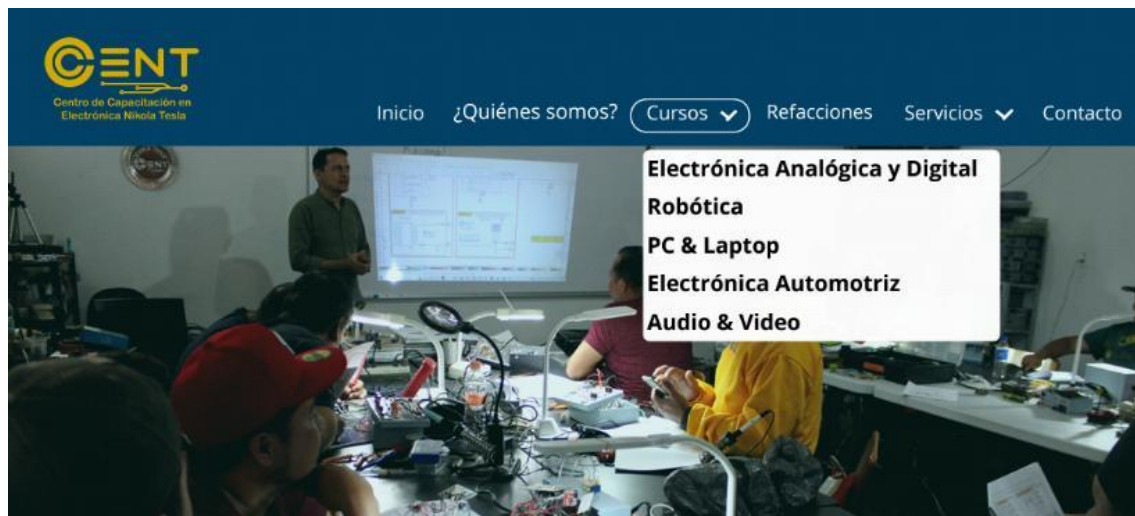 CENT
Centro de Capacitación en
Electrónica Nikola Tesla
Inicio ¿Quiénes somos? Cursos Refacciones Servicios Contacto
CENT
Electrónica Analógica y Digital
Robótica
PC & Laptop
Electrónica Automotriz
Audio & Video